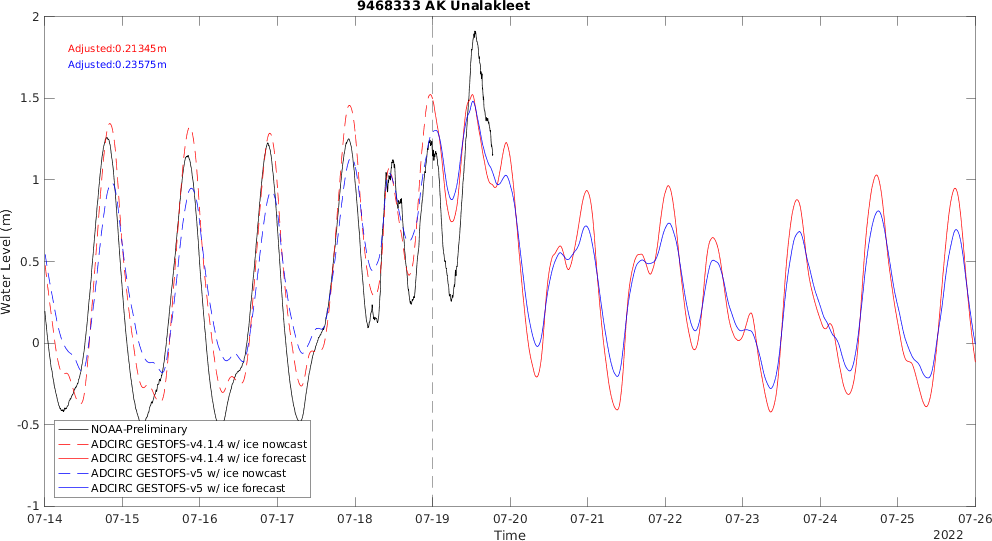 9468333 AK Unalakleet
Adjusted:0.21345m
Adjusted:0.23575m
2
1.5
1
0.5
0
-0.5
-1
Water Level (m)
NOAA-Preliminary
ADCIRC GESTOFS-v4.1.4 w/ ice nowcast
ADCIRC GESTOFS-v4.1.4 w/ ice forecast
ADCIRC GESTOFS-v5 w/ ice nowcast
ADCIRC GESTOFS-v5 w/ ice forecast
07-14 07-15 07-16 07-17 07-18 07-19 07-20 07-21 07-22 07-23 07-24 07-25 07-26
Time
2022